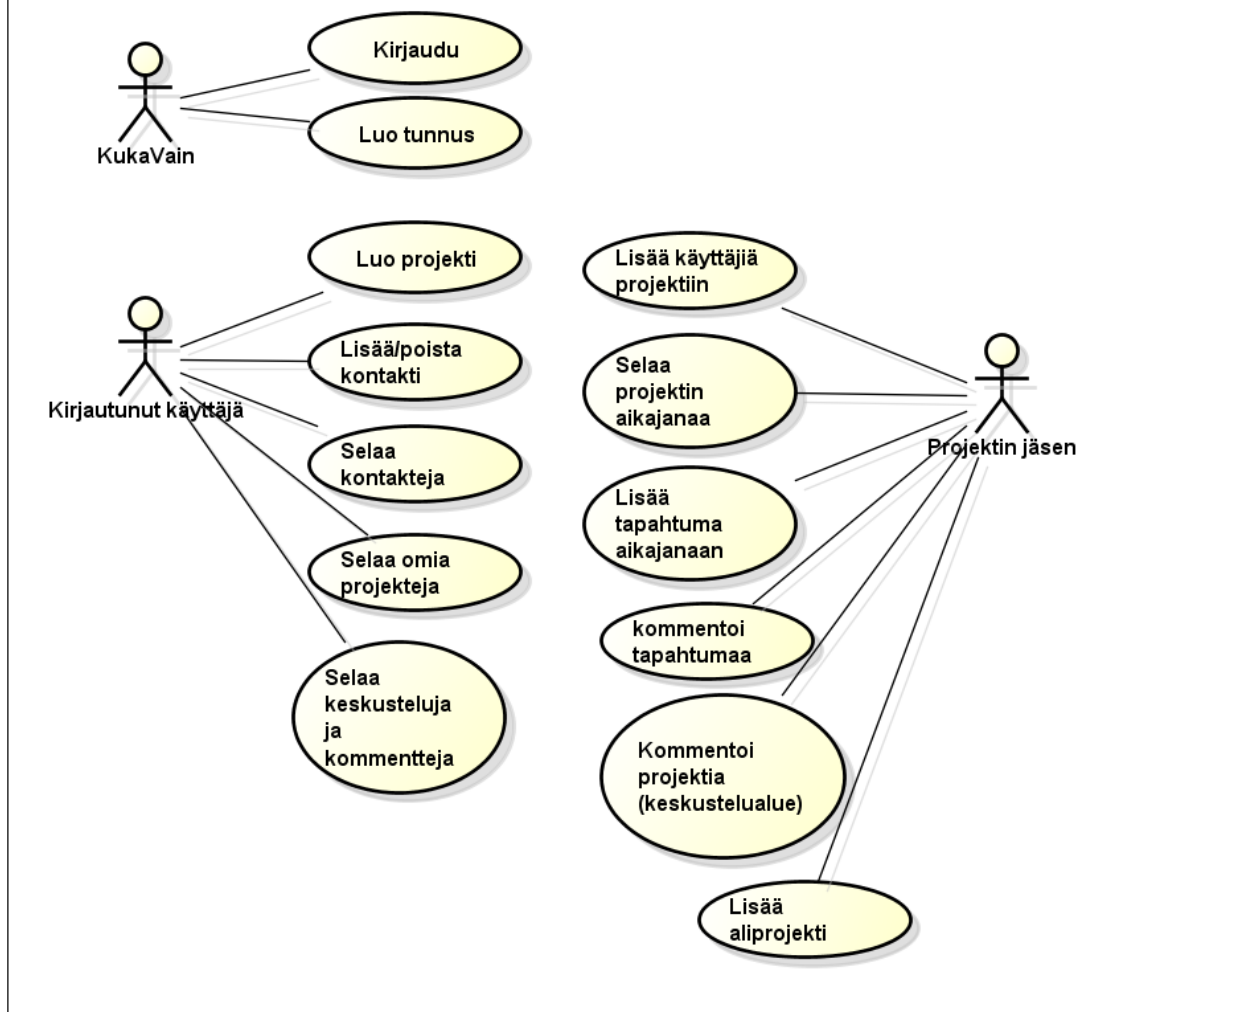 Kirjaudu
Luo tunnus
KukaVain
Luo projekti
Lisää/poista
kontakti
Kirjautunut käyttäjä
Selaa
kontakteja
Selaa omia
projekteja
Selaa
keskusteluja
ja
kommentteja
Lisää käyttäjiä
projektiin
Selaa
projektin
aikajanaa
Projektin jäsen
Lisää
tapahtuma
aikajanaan
kommentoi
tapahtumaa
Kommentoi
projektia
(keskustelualue)
Lisää
aliprojekti